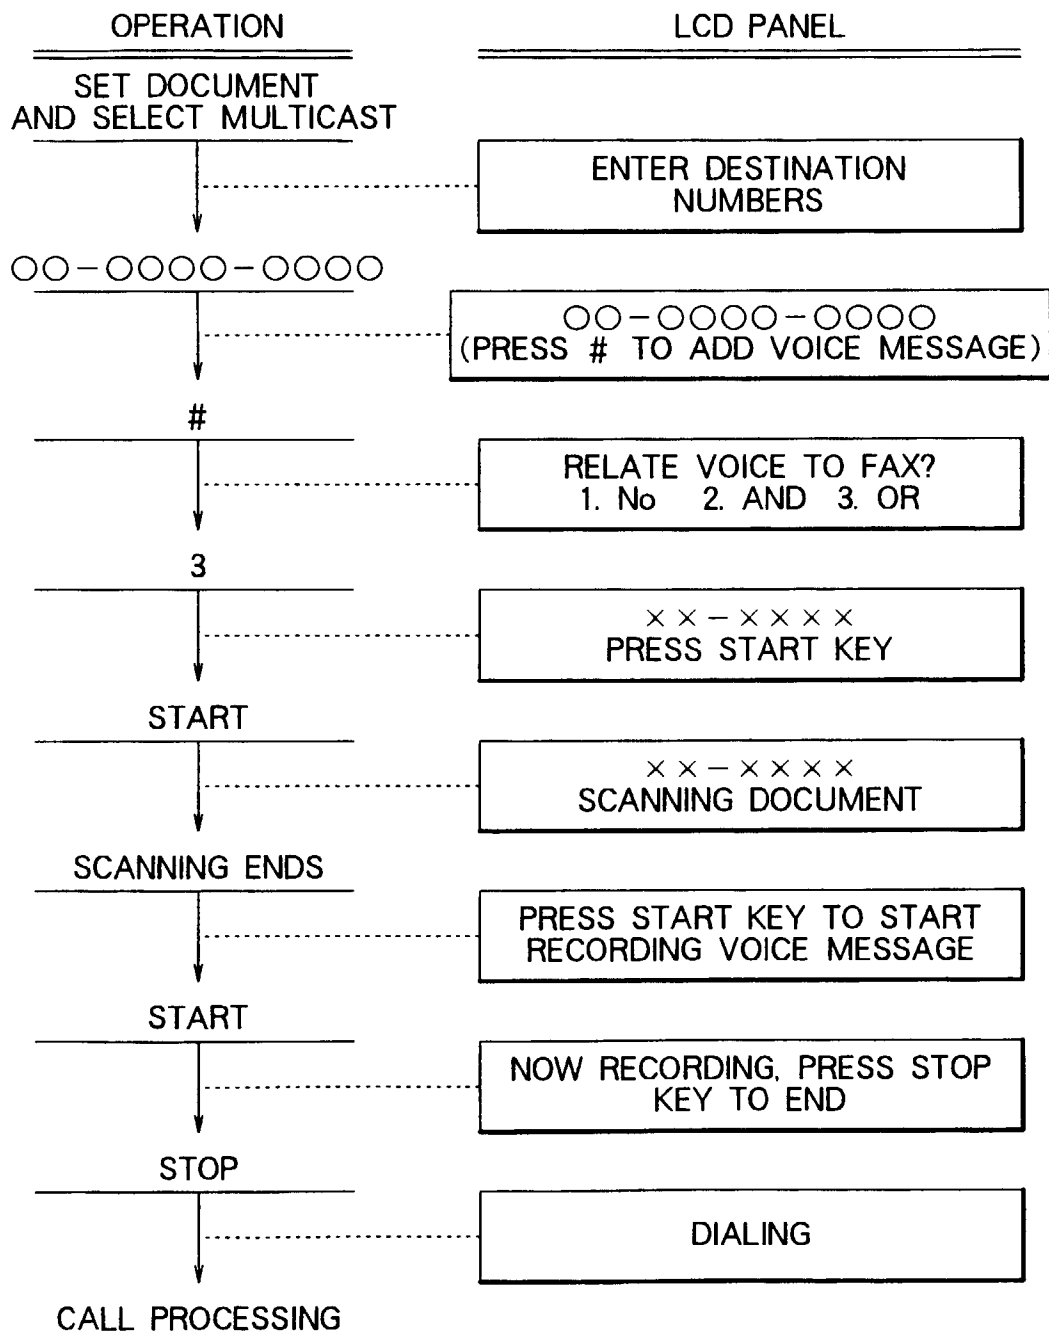 OPERATION
LCD PANEL
SET DOCUMENT
AND SELECT MULTICAST
ENTER DESTINATION
NUMBERS
○○-○○○○-○○○○
○○-○○○○-○○○○
(PRESS # TO ADD VOICE MESSAGE)
#
RELATE VOICE TO FAX?
1. No 2. AND 3. OR
3
××-××××
PRESS START KEY
START
××-××××
SCANNING DOCUMENT
SCANNING ENDS
PRESS START KEY TO START
RECORDING VOICE MESSAGE
START
NOW RECORDING, PRESS STOP
KEY TO END
STOP
DIALING
CALL PROCESSING